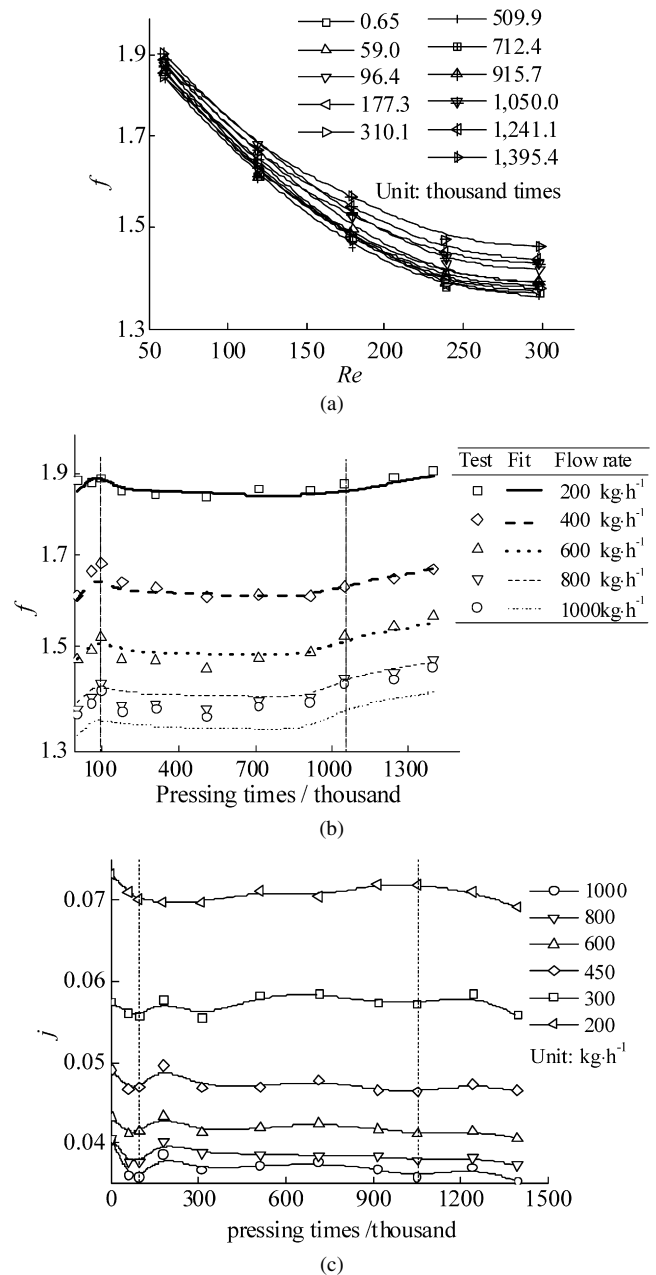 f
1.9
1.7
1.5
1.3
0.65
59.0
96.4
177.3
310.1
509.9
712.4
915.7
1,050.0
1,241.1
1,395.4
Unit: thousand times
50 100 150 200 250 300
Re
(a)
f
1.9
1.7
1.5
1.3
100 400 700 1000 1300
Pressing times / thousand
Test Fit Flow rate
200 kg·h-1
400 kg·h-1
600 kg·h-1
800 kg·h-1
1000kg·h-1
(b)
j
0.07
0.06
0.05
0.04
0 300 600 900 1200 1500
pressing times /thousand
1000
800
600
450
300
200
Unit: kg·h-1
(c)